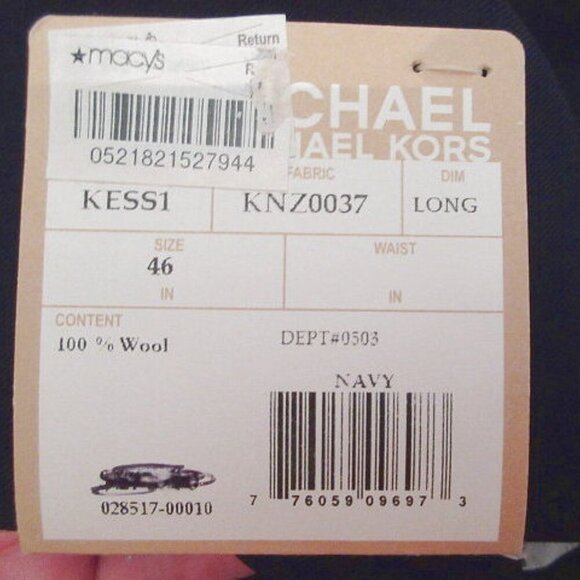 Return
★macy's
0521821527944
CHAEL
HAEL KORS
FABRIC
DIM
KESS1
KNZ0037
LONG
SIZE
WAIST
46
IN
IN
CONTENT
100 % Wool
DEPT#0503
NAVY
028517-00010
7 76059 09697 3